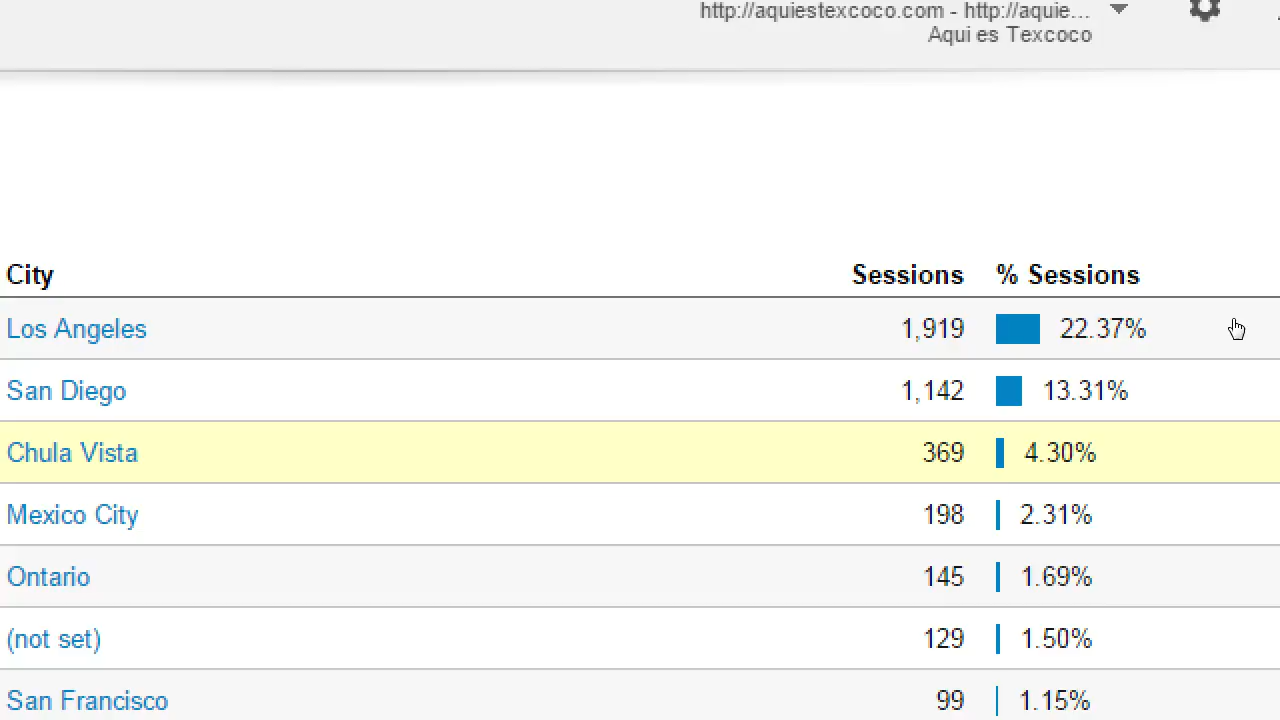 http://aquiestexcoco.com - http://aquie...
Aqui es Texcoco
City Sessions % Sessions
Los Angeles 1,919 22.37%
San Diego 1,142 13.31%
Chula Vista 369 4.30%
Mexico City 198 2.31%
Ontario 145 1.69%
(not set) 129 1.50%
San Francisco 99 1.15%